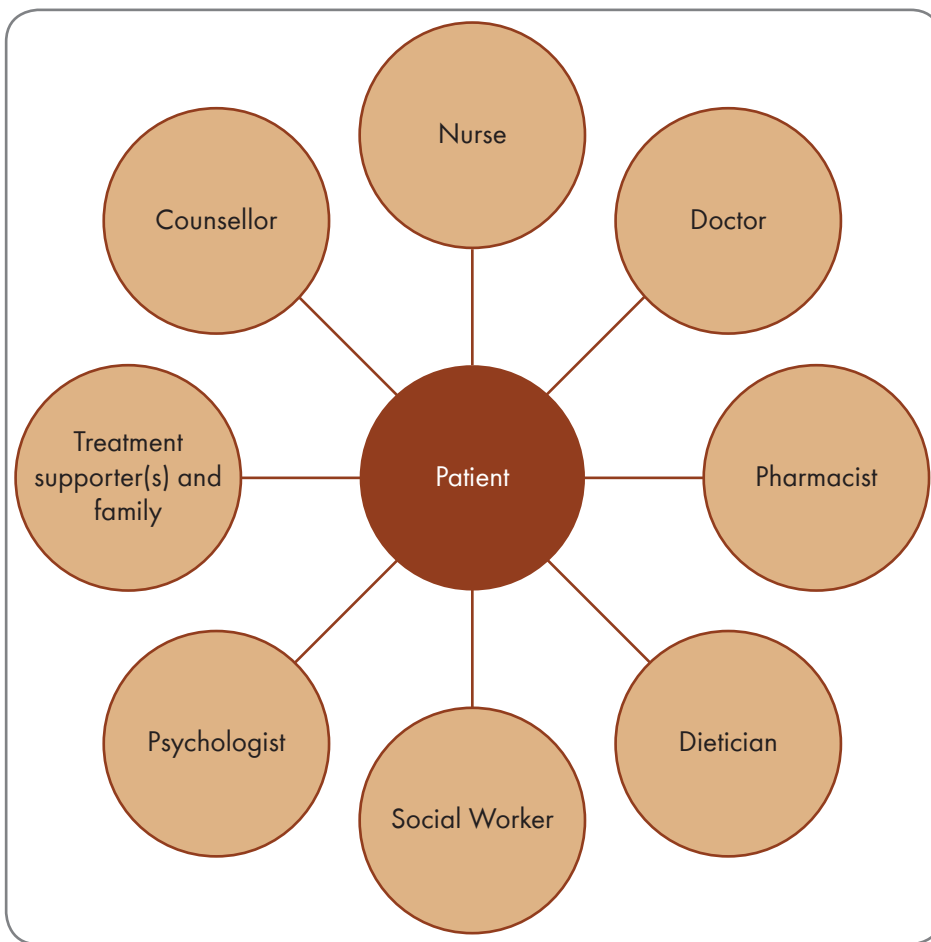 Nurse
Counsellor
Doctor
Treatment
supporter(s) and
family
Patient
Pharmacist
Psychologist
Dietician
Social Worker